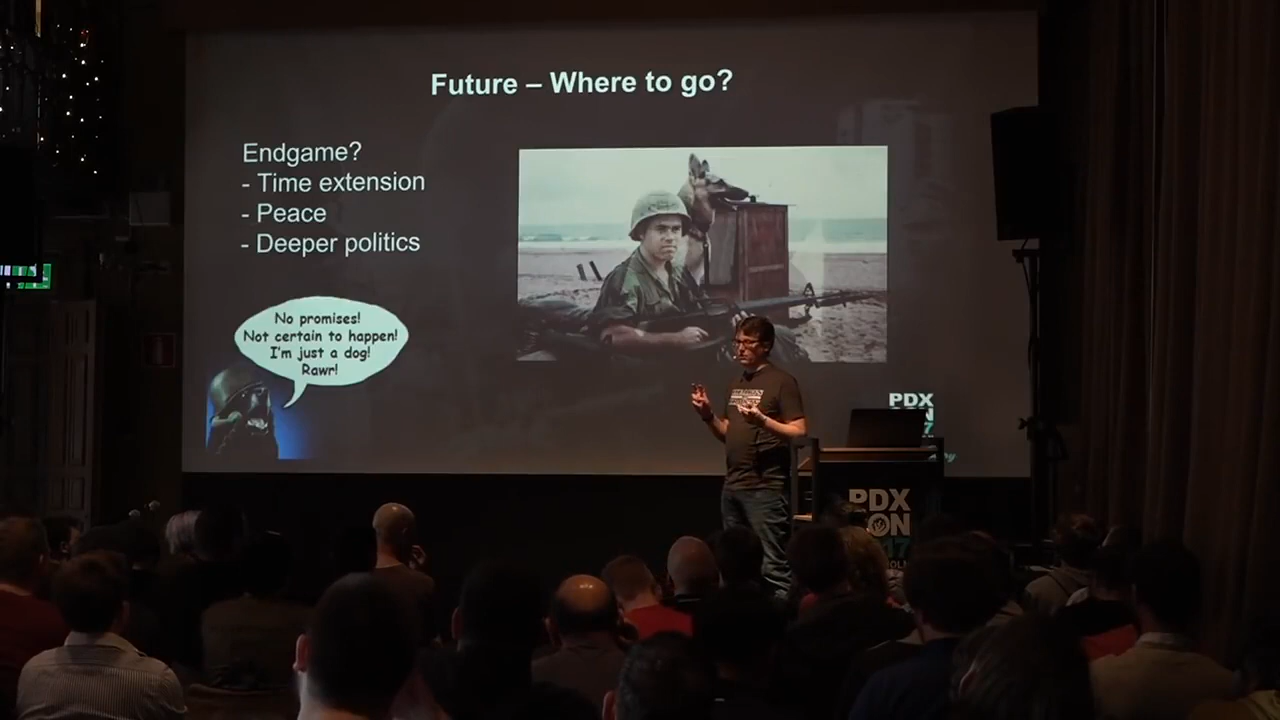 Future – Where to go?
Endgame?
- Time extension
- Peace
- Deeper politics
No promises!
Not certain to happen!
I'm just a dog!
Rawr!
PDX
PDX